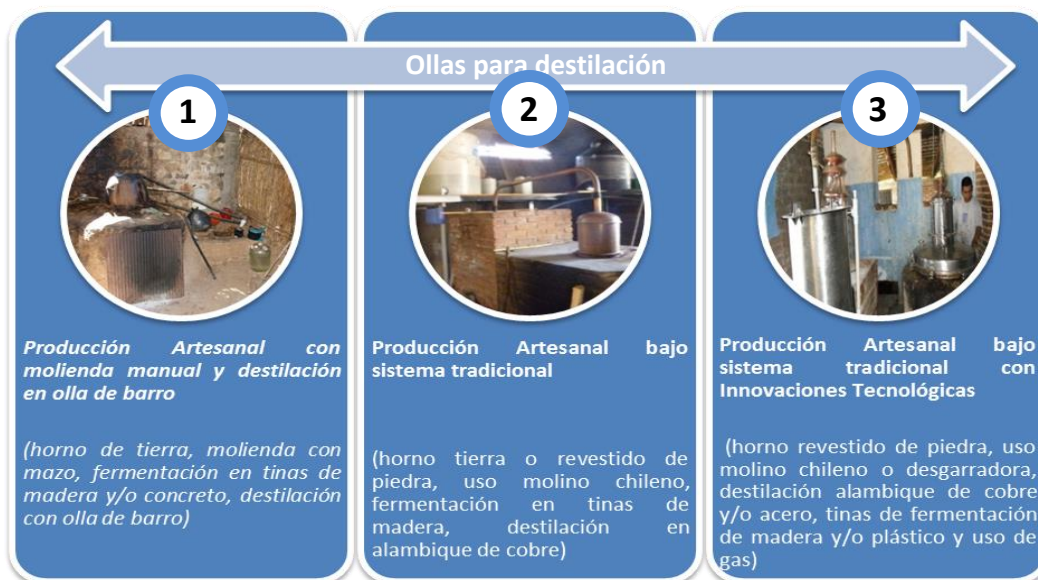 Ollas para destilación
1
Producción Artesanal con
molienda manual y destilación
en olla de barro
(horno de tierra, molienda con
mazo, fermentación en tinas de
madera y/o concreto, destilación
con olla de barro)
2
Producción Artesanal bajo
sistema tradicional
(horno tierra o revestido de
piedra, uso molino chileno,
fermentación en tinas de
madera, destilación en
alambique de cobre)
3
Producción Artesanal bajo
sistema tradicional con
Innovaciones Tecnológicas
(horno revestido de piedra, uso
molino chileno o desgarradora,
destilación alambique de cobre
y/o acero, tinas de fermentación
de madera y/o plástico y uso de
gas)